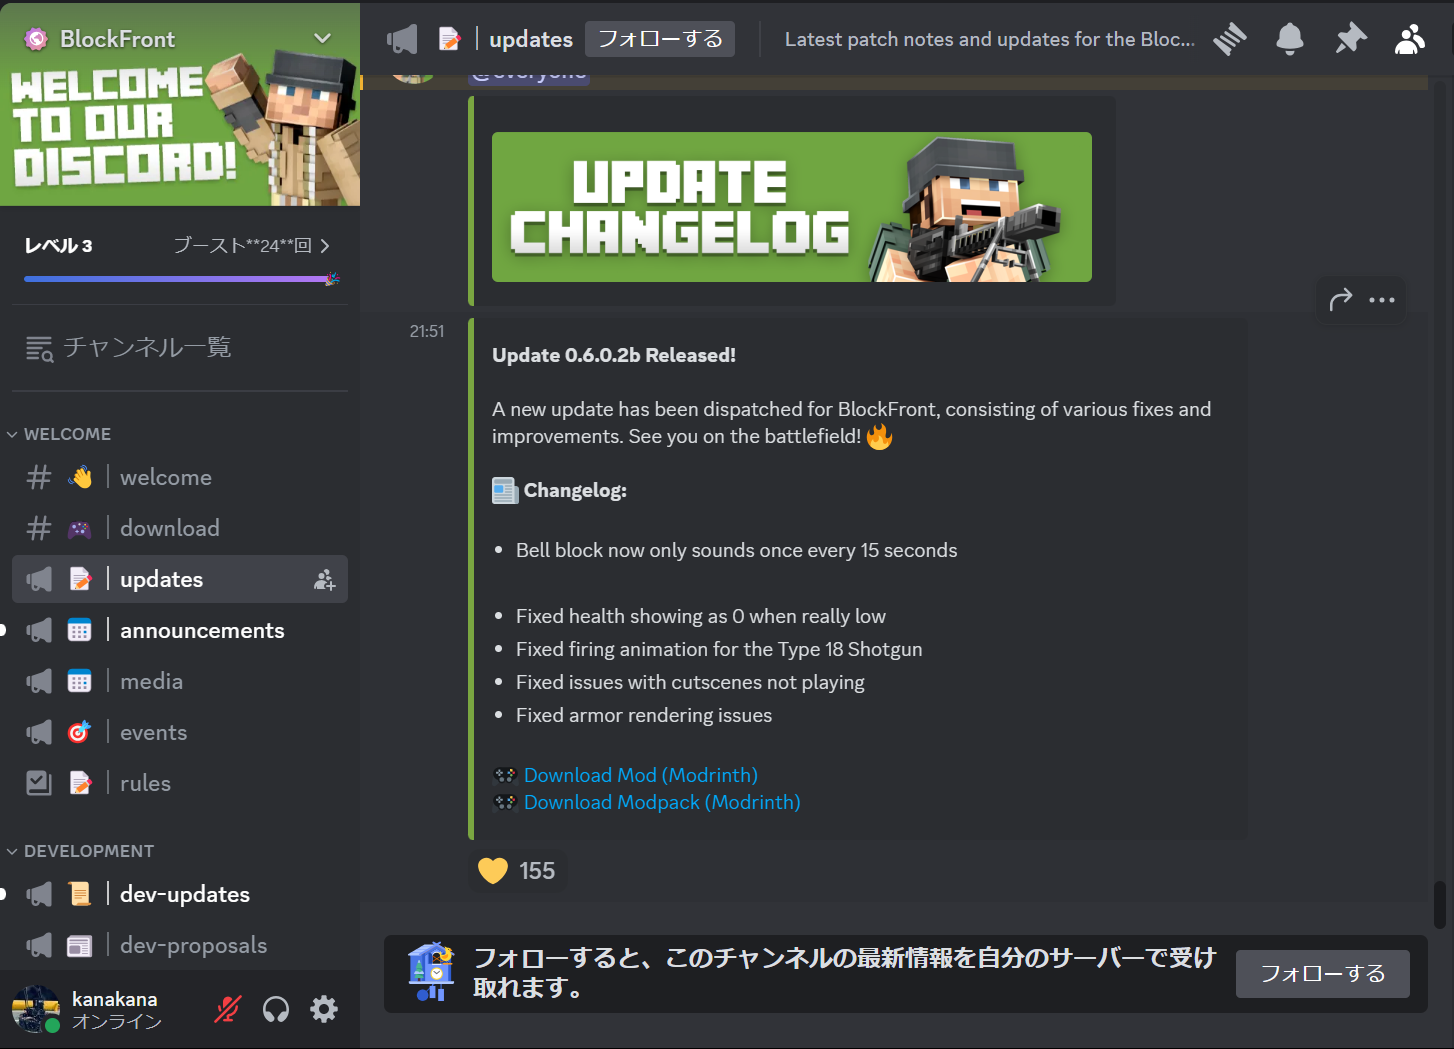 BlockFront
WELCOME
TO OUR
DISCORD!
レベル 3
ブースト**24**回
チャンネル一覧
WELCOME
welcome
download
updates
announcements
media
events
rules
DEVELOPMENT
dev-updates
dev-proposals
kanakana
オンライン
updates
フォローする
Latest patch notes and updates for the Bloc...
@everyone
UPDATE
CHANGELOG
21:51
Update 0.6.0.2b Released!
A new update has been dispatched for BlockFront, consisting of various fixes and
improvements. See you on the battlefield! 🔥
📰 Changelog:
• Bell block now only sounds once every 15 seconds
• Fixed health showing as 0 when really low
• Fixed firing animation for the Type 18 Shotgun
• Fixed issues with cutscenes not playing
• Fixed armor rendering issues
🎮 Download Mod (Modrinth)
🎮 Download Modpack (Modrinth)
💛 155
フォローすると、このチャンネルの最新情報を自分のサーバーで受け
取れます。
フォローする